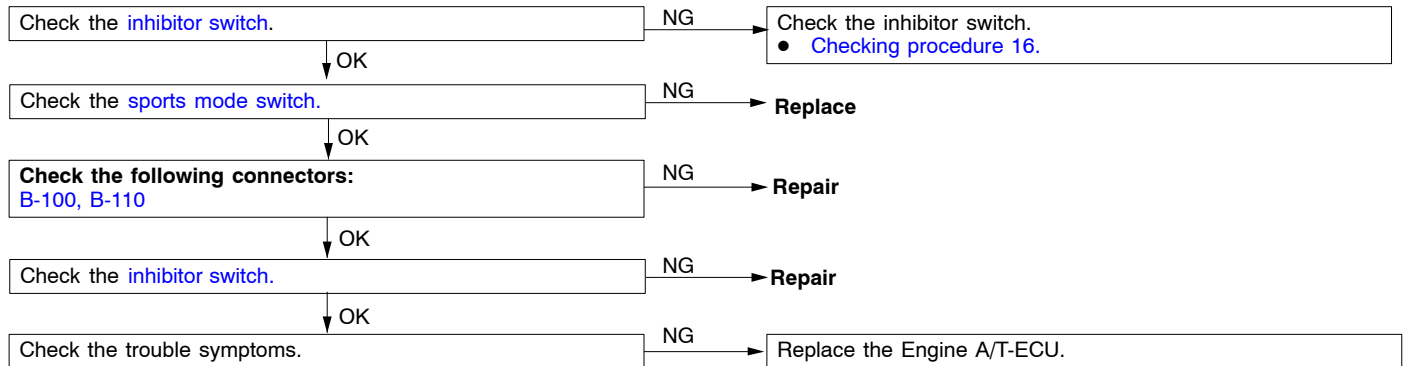 Check the inhibitor switch.
NG
Check the inhibitor switch.
● Checking procedure 16.
OK
Check the sports mode switch.
NG
Replace
OK
Check the following connectors:
B-100, B-110
NG
Repair
OK
Check the inhibitor switch.
NG
Repair
OK
Check the trouble symptoms.
NG
Replace the Engine A/T-ECU.